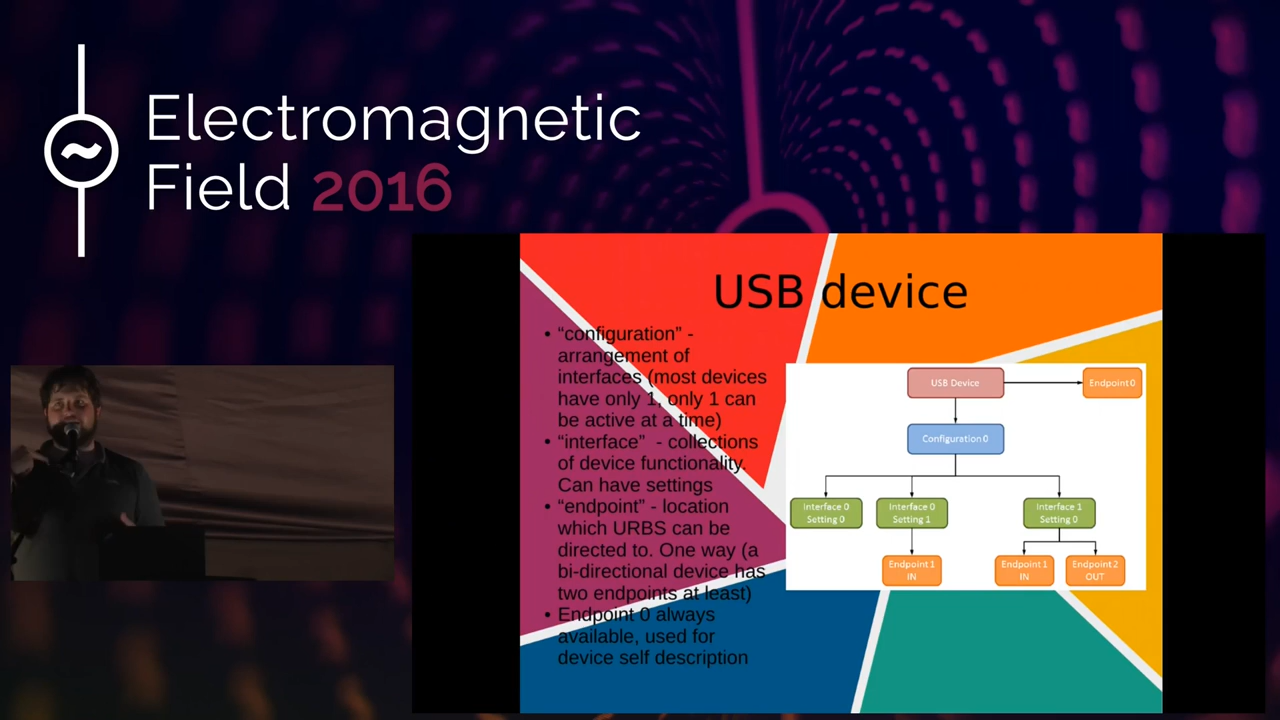 Electromagnetic
Field 2016
USB device
• “configuration” -
arrangement of
interfaces (most devices
have only 1, only 1 can
be active at a time)
• “interface”  - collections
of device functionality.
Can have settings
• “endpoint” - location
which URBS can be
directed to. One way (a
bi-directional device has
two endpoints at least)
• Endpoint 0 always
available, used for
device self description
USB Device
Endpoint 0
Configuration 0
Interface 0
Setting 0
Interface 0
Setting 1
Interface 1
Setting 0
Endpoint 1
IN
Endpoint 1
IN
Endpoint 2
OUT